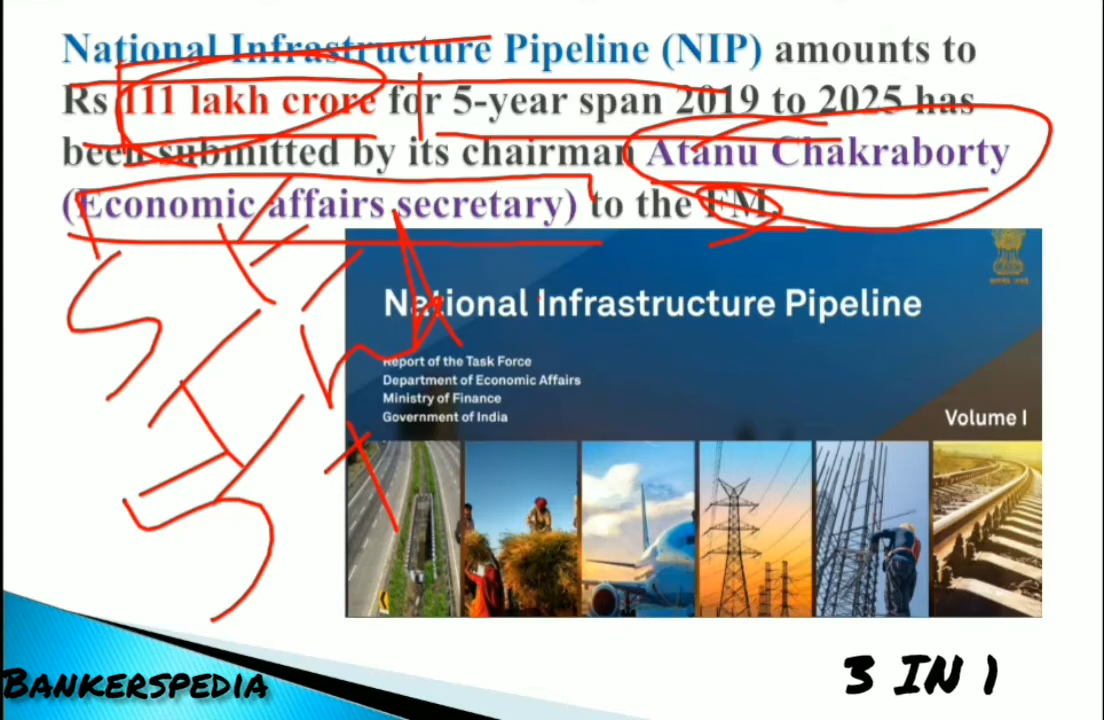 National Infrastructure Pipeline (NIP) amounts to
Rs 111 lakh crore for 5-year span 2019 to 2025 has
been submitted by its chairman Atanu Chakraborty
(Economic affairs secretary) to the FM.
National Infrastructure Pipeline
Report of the Task Force
Department of Economic Affairs
Ministry of Finance
Government of India
Volume I
BANKERSPEDIA
3 IN 1